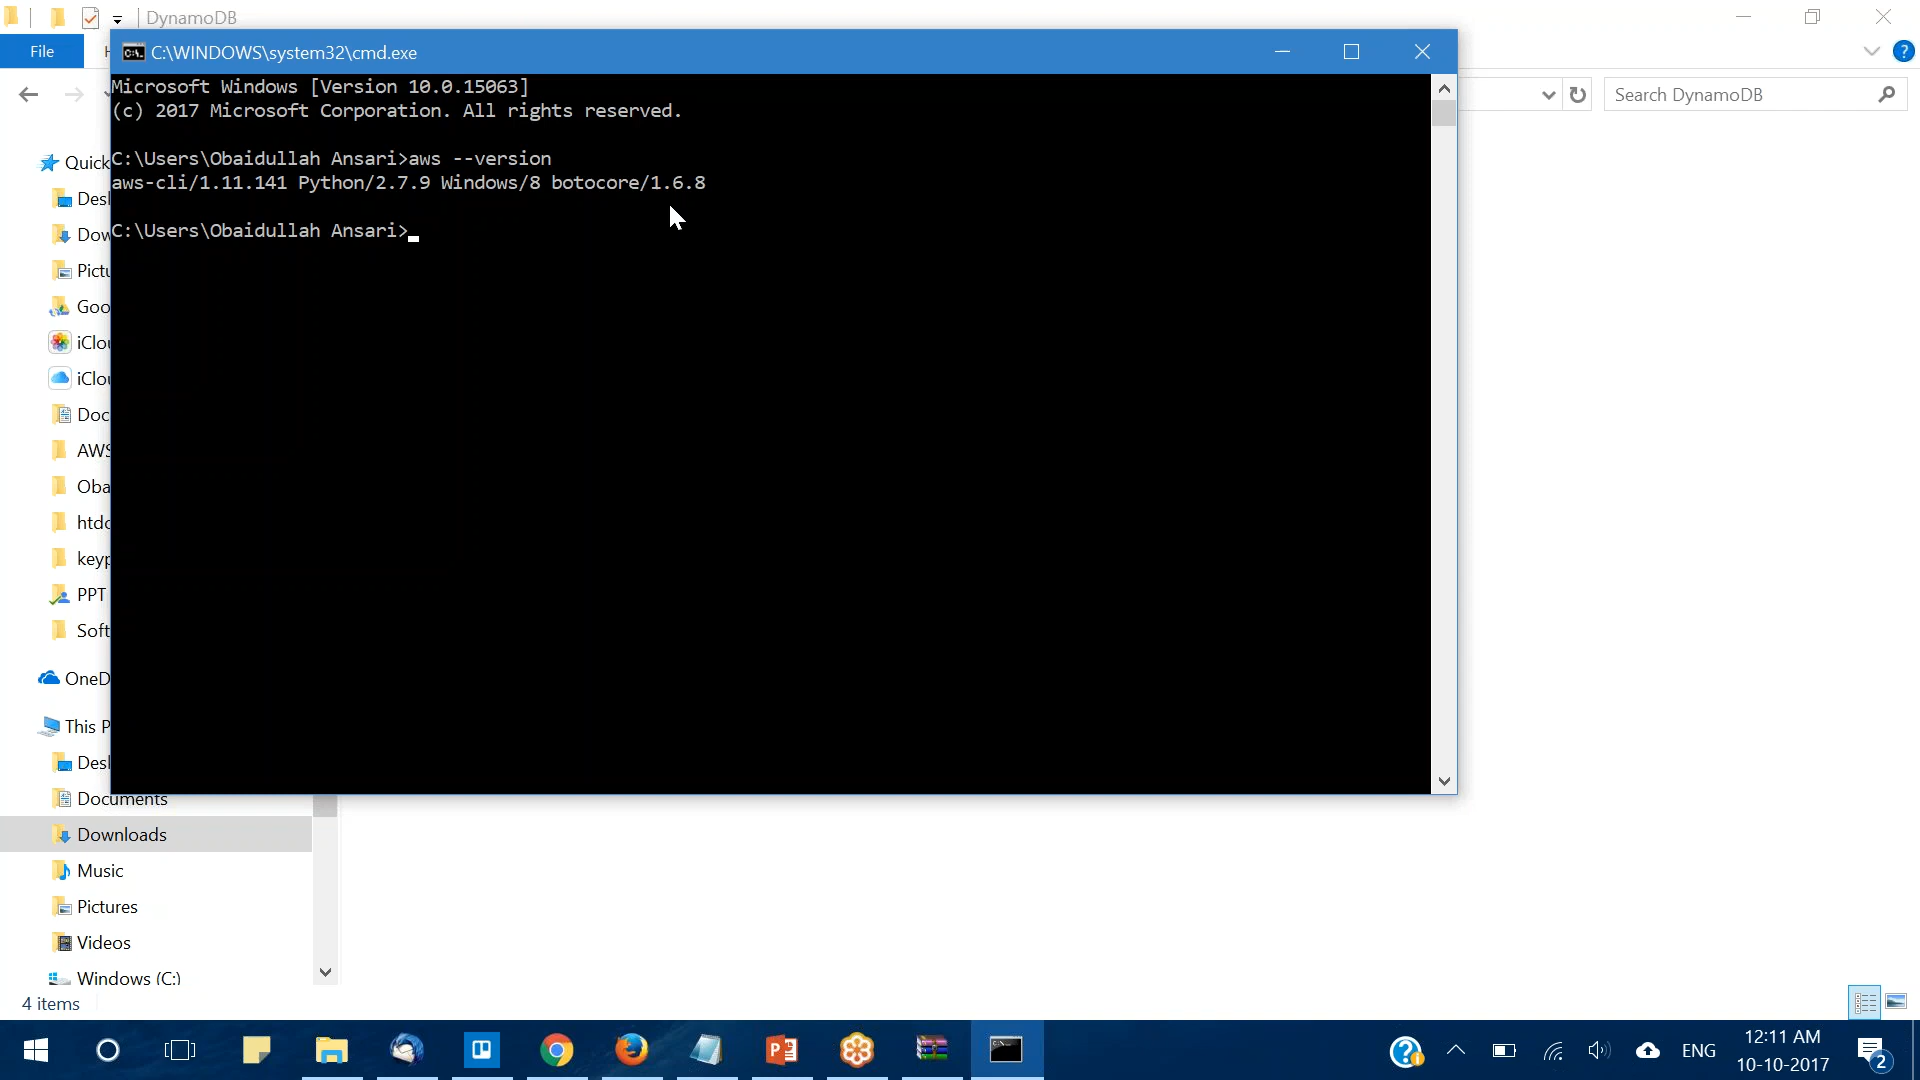 DynamoDB
File
C:\WINDOWS\system32\cmd.exe
Search DynamoDB
Microsoft Windows [Version 10.0.15063]
(c) 2017 Microsoft Corporation. All rights reserved.
C:\Users\Obaidullah Ansari>aws --version
aws-cli/1.11.141 Python/2.7.9 Windows/8 botocore/1.6.8
C:\Users\Obaidullah Ansari>
Quick
Desk
Dow
Pictu
Goo
iClou
iClou
Doc
AWS
Oba
htdo
keyp
PPT
Soft
OneD
This P
Desk
Documents
Downloads
Music
Pictures
Videos
Windows (C:)
4 items
ENG
12:11 AM
10-10-2017
2